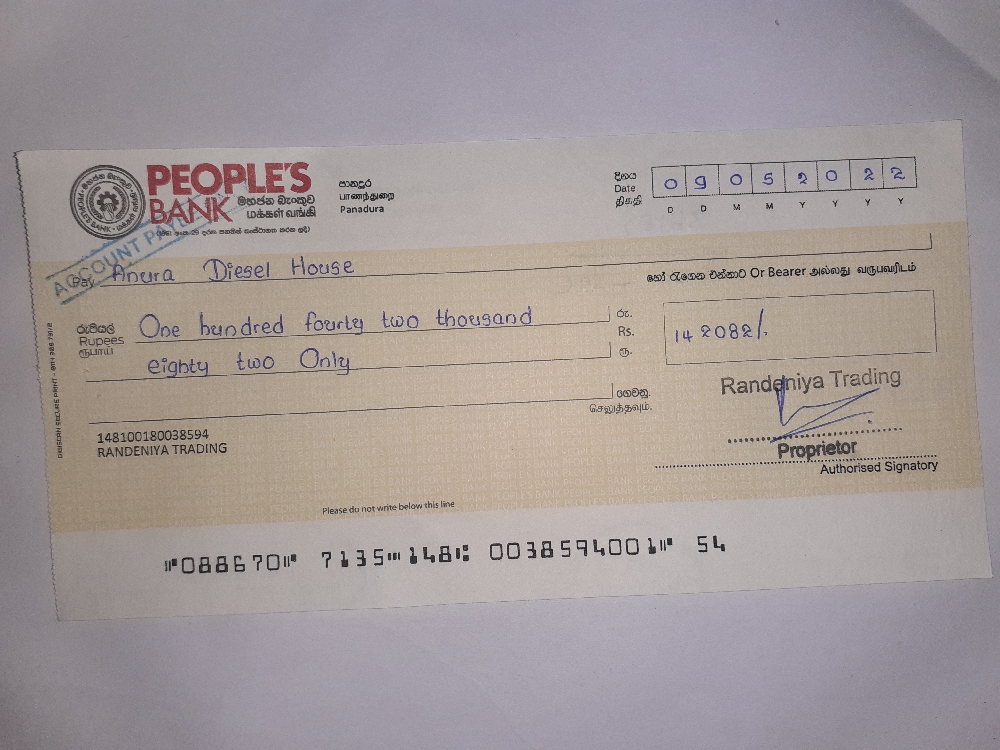 PEOPLE'S
BANK මහජන බැංකුව
மக்கள் வங்கி
පානදුර
பாணந்துறை
Panadura
දිනය
Date
திகதி
0 9 0 5 2 0 2 2
D D M M Y Y Y Y
ACCOUNT PAYEE
Pay Anura Diesel House
හෝ රැගෙන එන්නාට Or Bearer அல்லது வருபவரிடம்
රුපියල්
Rupees
ரூபாய்
One hundred fourty two thousand
eighty two Only
රු.
Rs.
ரூ.
142082/.
ගෙවනු.
செலுத்தவும்.
148100180038594
RANDENIYA TRADING
Randeniya Trading
Proprietor
Authorised Signatory
Please do not write below this line
⑈088670⑈ 7135⑉148⑆ 0038594001⑈ 54